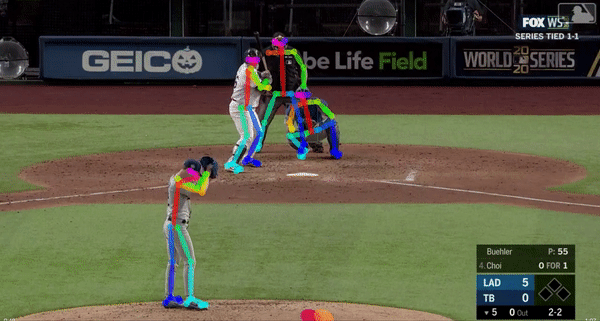 FOX WS
SERIES TIED 1-1
GEICO
obe Life Field
WORLD 2020 SERIES
Buehler P: 55
4. Choi 0 FOR 1
LAD 5
TB 0
5 0 Out 2-2